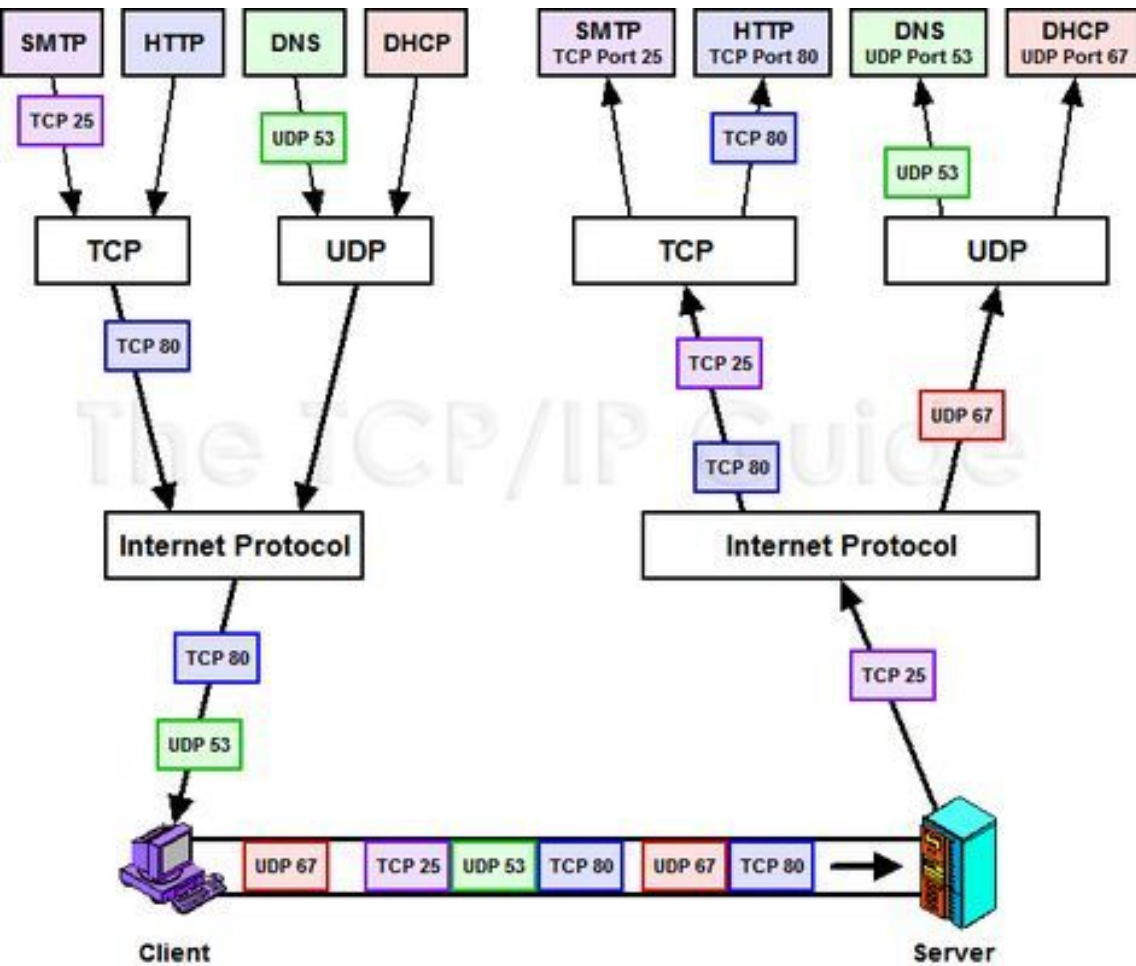 SMTP
HTTP
DNS
DHCP
SMTP
TCP Port 25
HTTP
TCP Port 80
DNS
UDP Port 53
DHCP
UDP Port 67
TCP 25
UDP 53
TCP 80
UDP 53
TCP
UDP
TCP
UDP
TCP 80
TCP 25
UDP 67
TCP 80
The TCP/IP Guide
Internet Protocol
Internet Protocol
TCP 80
TCP 25
UDP 53
UDP 67
TCP 25
UDP 53
TCP 80
UDP 67
TCP 80
Client
Server